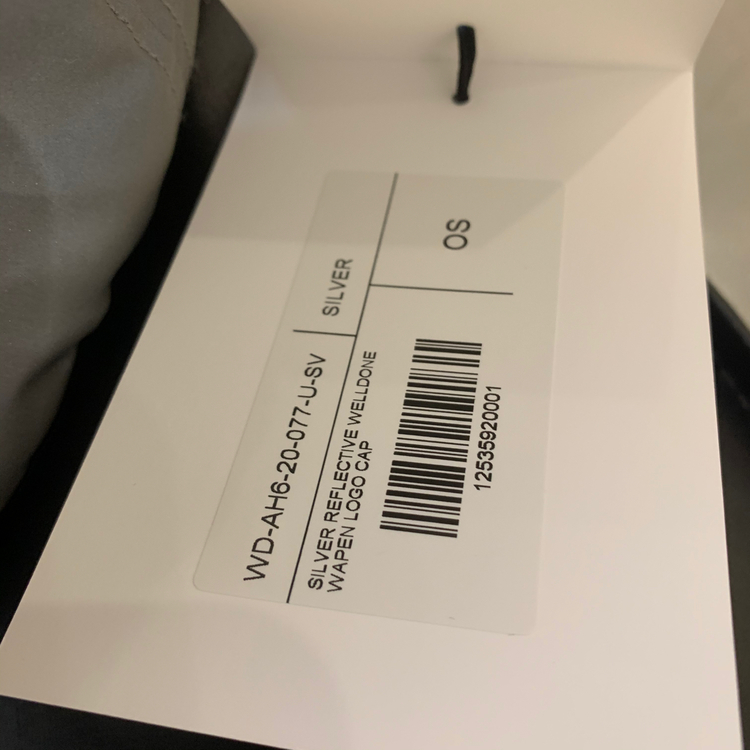 WD-AH6-20-077-U-SV
SILVER
SILVER REFLECTIVE WELLDONE
WAPEN LOGO CAP
OS
12535920001